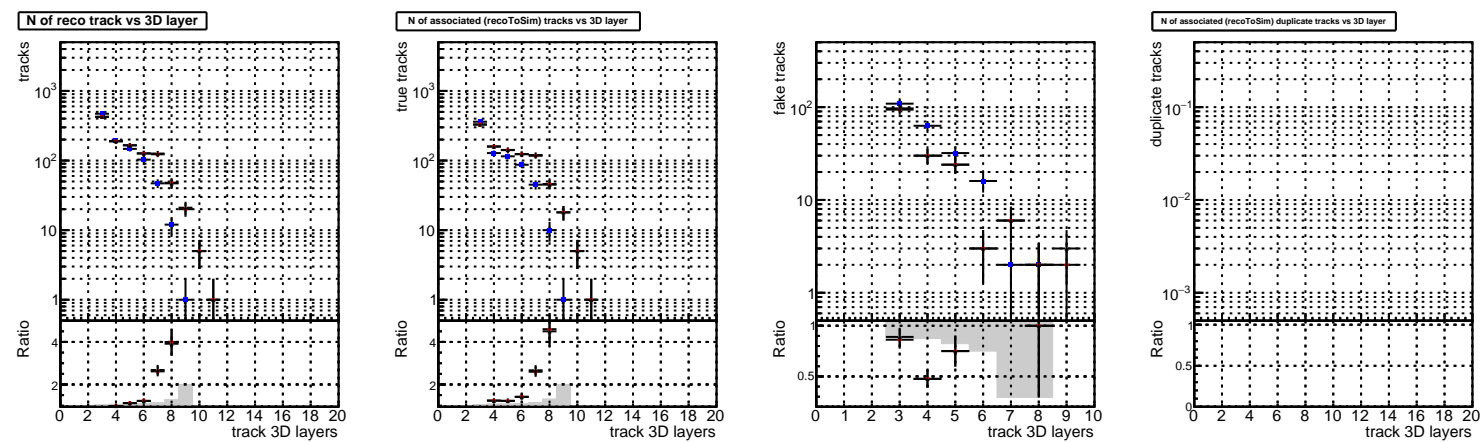 N of reco track vs 3D layer
tracks
10³
10²
10
1
Ratio
4
2
0 2 4 6 8 10 12 14 16 18 20
track 3D layers
N of associated (recoToSim) tracks vs 3D layer
true tracks
10³
10²
10
1
Ratio
4
2
0 2 4 6 8 10 12 14 16 18 20
track 3D layers
fake tracks
10²
10
1
Ratio
1
0.5
0 1 2 3 4 5 6 7 8 9 10
track 3D layers
N of associated (recoToSim) duplicate tracks vs 3D layer
duplicate tracks
10⁻¹
10⁻²
10⁻³
Ratio
1
0.5
0
0 2 4 6 8 10 12 14 16 18 20
track 3D layers